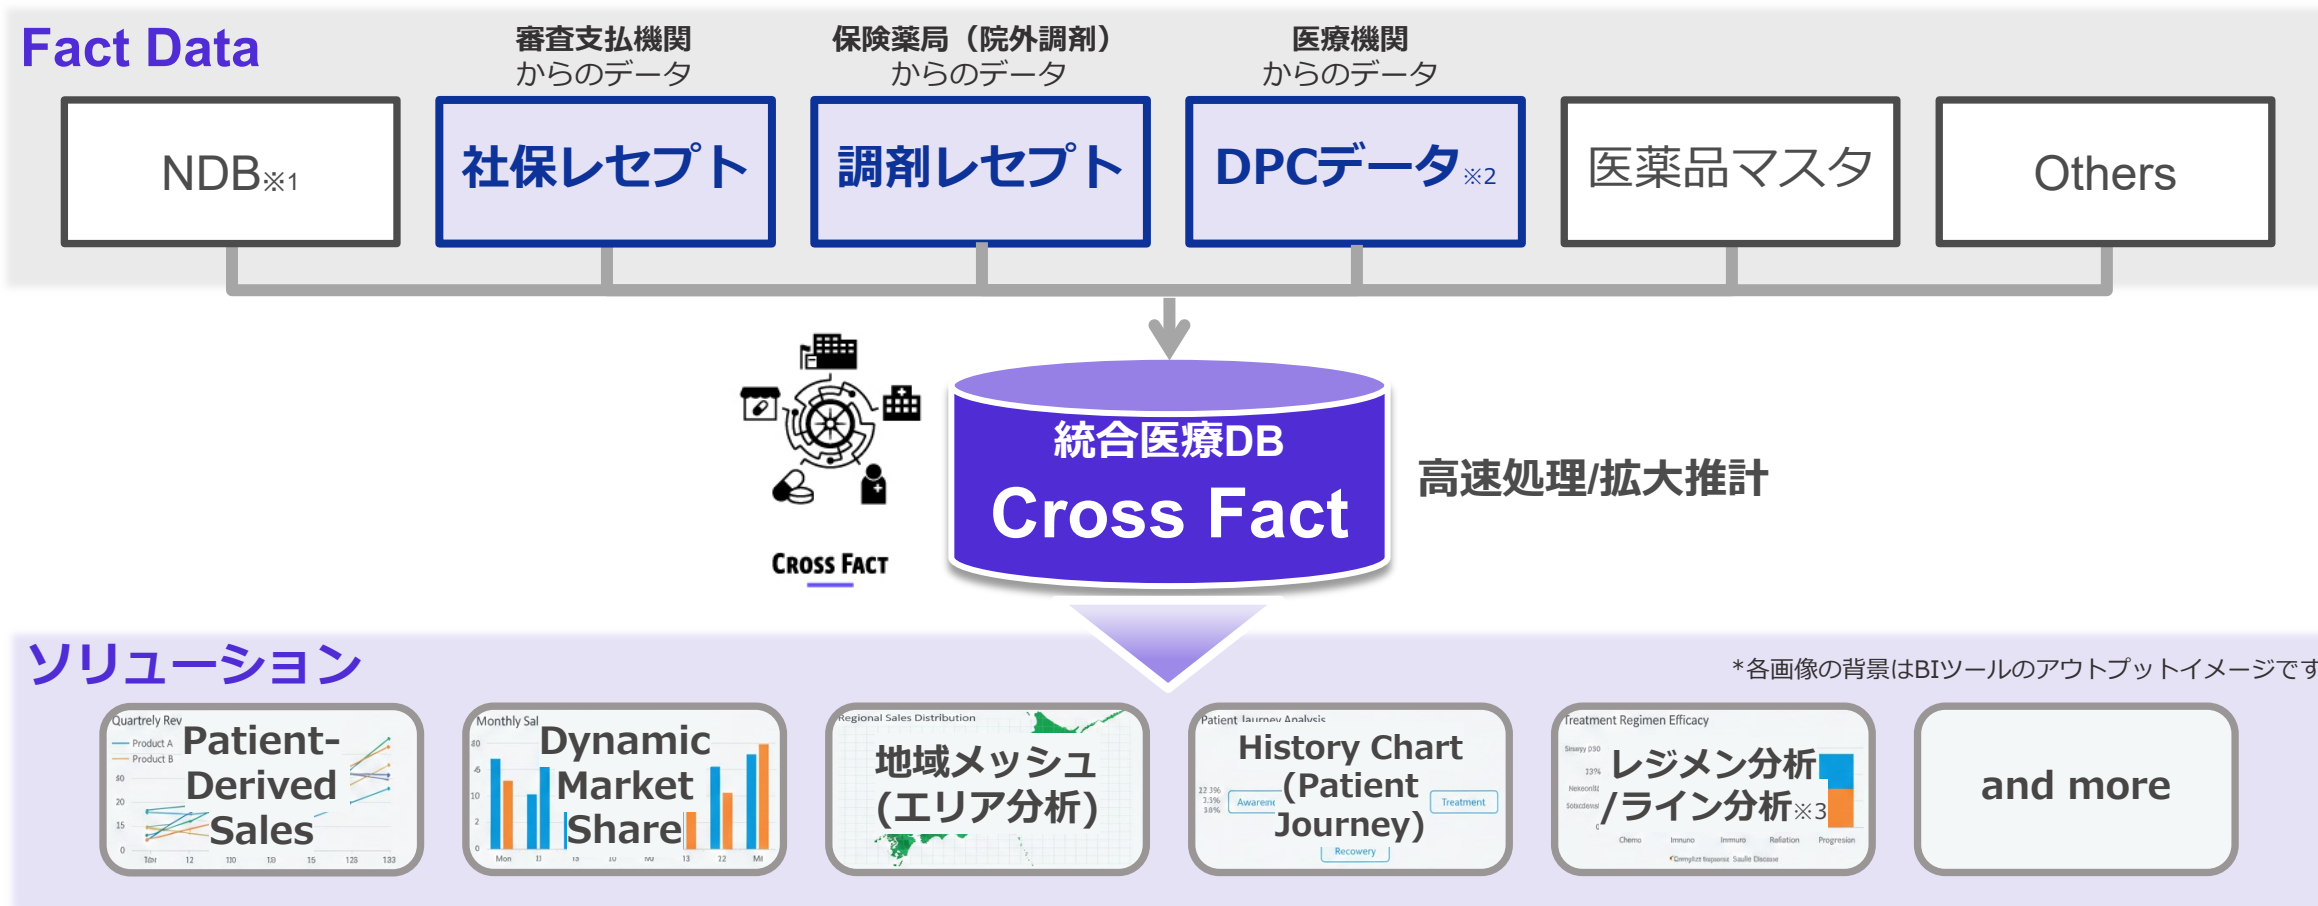 Fact Data
審査支払機関
からのデータ
保険薬局（院外調剤）
からのデータ
医療機関
からのデータ
NDB※1
社保レセプト
調剤レセプト
DPCデータ※2
医薬品マスタ
Others
CROSS FACT
統合医療DB
Cross Fact
高速処理/拡大推計
ソリューション
*各画像の背景はBIツールのアウトプットイメージです
Quartrely Rev
Product A
Product B
Patient-
Derived
Sales
Monthly Sal
Dynamic
Market
Share
Regional Sales Distribution
地域メッシュ
(エリア分析)
Patient Jaurney Analysis
History Chart
(Patient
Journey)
Treatment
Recovery
Treatment Regimen Efficacy
レジメン分析
/ライン分析※3
Chemo
Immuno
Immuro
Raliation
Progresion
and more